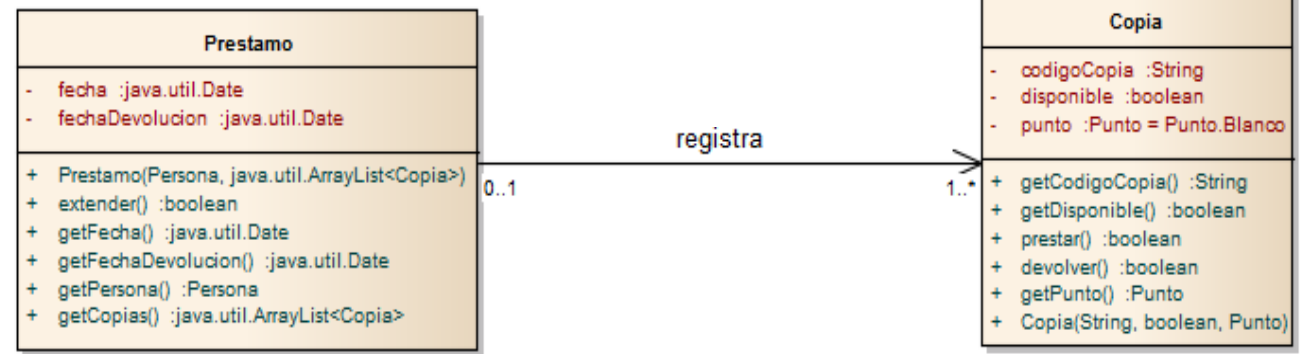 Prestamo
- fecha :java.util.Date
- fechaDevolucion :java.util.Date
+ Prestamo(Persona, java.util.ArrayList<Copia>)
+ extender() :boolean
+ getFecha() :java.util.Date
+ getFechaDevolucion() :java.util.Date
+ getPersona() :Persona
+ getCopias() :java.util.ArrayList<Copia>
registra
0..1
1..*
Copia
- codigoCopia :String
- disponible :boolean
- punto :Punto = Punto.Blanco
+ getCodigoCopia() :String
+ getDisponible() :boolean
+ prestar() :boolean
+ devolver() :boolean
+ getPunto() :Punto
+ Copia(String, boolean, Punto)